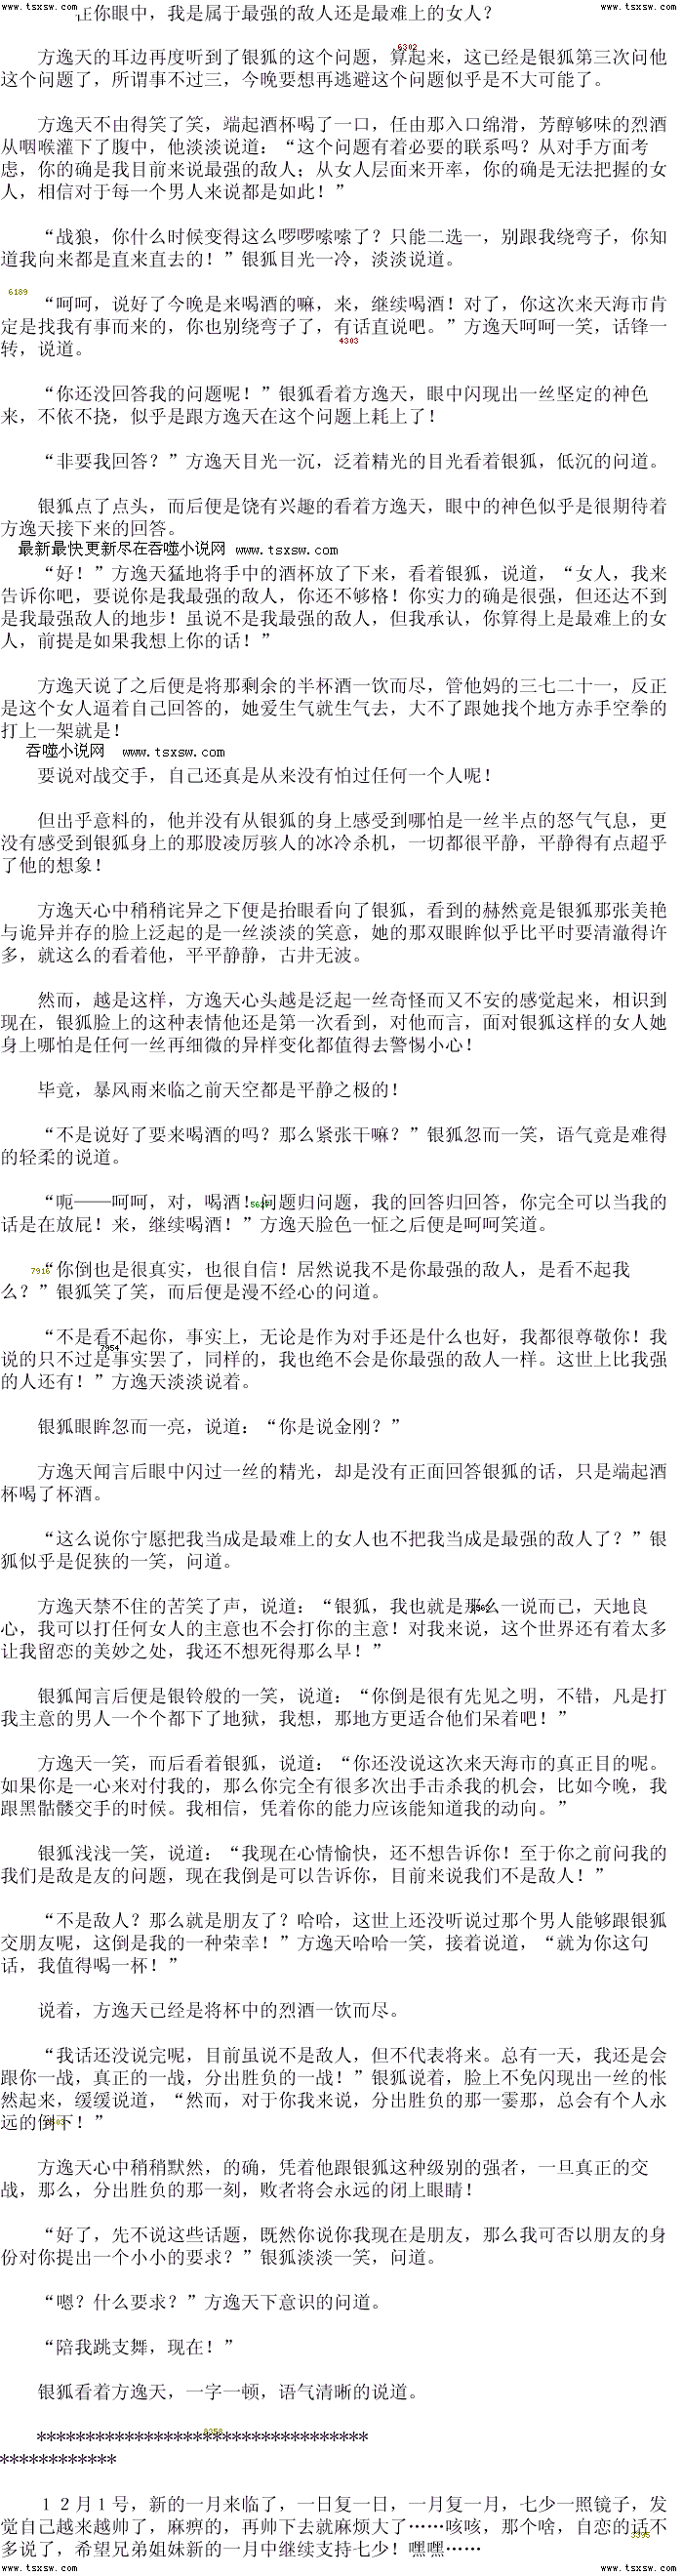 www.tsxsw.com www.tsxsw.com
在你眼中，我是属于最强的敌人还是最难上的女人？
6302
方逸天的耳边再度听到了银狐的这个问题，算起来，这已经是银狐第三次问他
这个问题了，所谓事不过三，今晚要想再逃避这个问题似乎是不大可能了。
方逸天不由得笑了笑，端起酒杯喝了一口，任由那入口绵滑，芳醇够味的烈酒
从咽喉灌下了腹中，他淡淡说道：“这个问题有着必要的联系吗？从对手方面考
虑，你的确是我目前来说最强的敌人；从女人层面来开率，你的确是无法把握的女
人，相信对于每一个男人来说都是如此！”
“战狼，你什么时候变得这么啰啰嗦嗦了？只能二选一，别跟我绕弯子，你知
道我向来都是直来直去的！”银狐目光一冷，淡淡说道。
6189
“呵呵，说好了今晚是来喝酒的嘛，来，继续喝酒！对了，你这次来天海市肯
定是找我有事而来的，你也别绕弯子了，有话直说吧。”方逸天呵呵一笑，话锋一
转，说道。
4303
“你还没回答我的问题呢！”银狐看着方逸天，眼中闪现出一丝坚定的神色
来，不依不挠，似乎是跟方逸天在这个问题上耗上了！
“非要我回答？”方逸天目光一沉，泛着精光的目光看着银狐，低沉的问道。
银狐点了点头，而后便是饶有兴趣的看着方逸天，眼中的神色似乎是很期待着
方逸天接下来的回答。
最新最快更新尽在吞噬小说网 www.tsxsw.com
“好！”方逸天猛地将手中的酒杯放了下来，看着银狐，说道，“女人，我来
告诉你吧，要说你是我最强的敌人，你还不够格！你实力的确是很强，但还达不到
是我最强敌人的地步！虽说不是我最强的敌人，但我承认，你算得上是最难上的女
人，前提是如果我想上你的话！”
方逸天说了之后便是将那剩余的半杯酒一饮而尽，管他妈的三七二十一，反正
是这个女人逼着自己回答的，她爱生气就生气去，大不了跟她找个地方赤手空拳的
打上一架就是！
吞噬小说网 www.tsxsw.com
要说对战交手，自己还真是从来没有怕过任何一个人呢！
但出乎意料的，他并没有从银狐的身上感受到哪怕是一丝半点的怒气气息，更
没有感受到银狐身上的那股凌厉骇人的冰冷杀机，一切都很平静，平静得有点超乎
了他的想象！
方逸天心中稍稍诧异之下便是抬眼看向了银狐，看到的赫然竟是银狐那张美艳
与诡异并存的脸上泛起的是一丝淡淡的笑意，她的那双眼眸似乎比平时要清澈得许
多，就这么的看着他，平平静静，古井无波。
然而，越是这样，方逸天心头越是泛起一丝奇怪而又不安的感觉起来，相识到
现在，银狐脸上的这种表情他还是第一次看到，对他而言，面对银狐这样的女人她
身上哪怕是任何一丝再细微的异样变化都值得去警惕小心！
毕竟，暴风雨来临之前天空都是平静之极的！
“不是说好了要来喝酒的吗？那么紧张干嘛？”银狐忽而一笑，语气竟是难得
的轻柔的说道。
“呃——呵呵，对，喝酒！问题归问题，我的回答归回答，你完全可以当我的
话是在放屁！来，继续喝酒！”方逸天脸色一怔之后便是呵呵笑道。
7916
“你倒也是很真实，也很自信！居然说我不是你最强的敌人，是看不起我
么？”银狐笑了笑，而后便是漫不经心的问道。
“不是看不起你，事实上，无论是作为对手还是什么也好，我都很尊敬你！我
7954
说的只不过是事实罢了，同样的，我也绝不会是你最强的敌人一样。这世上比我强
的人还有！”方逸天淡淡说着。
银狐眼眸忽而一亮，说道：“你是说金刚？”
方逸天闻言后眼中闪过一丝的精光，却是没有正面回答银狐的话，只是端起酒
杯喝了杯酒。
“这么说你宁愿把我当成是最难上的女人也不把我当成是最强的敌人了？”银
狐似乎是促狭的一笑，问道。
方逸天禁不住的苦笑了声，说道：“银狐，我也就是那么一说而已，天地良
心，我可以打任何女人的主意也不会打你的主意！对我来说，这个世界还有着太多
让我留恋的美妙之处，我还不想死得那么早！”
银狐闻言后便是银铃般的一笑，说道：“你倒是很有先见之明，不错，凡是打
我主意的男人一个个都下了地狱，我想，那地方更适合他们呆着吧！”
方逸天一笑，而后看着银狐，说道：“你还没说这次来天海市的真正目的呢。
如果你是一心来对付我的，那么你完全有很多次出手击杀我的机会，比如今晚，我
跟黑骷髅交手的时候。我相信，凭着你的能力应该能知道我的动向。”
银狐浅浅一笑，说道：“我现在心情愉快，还不想告诉你！至于你之前问我的
我们是敌是友的问题，现在我倒是可以告诉你，目前来说我们不是敌人！”
“不是敌人？那么就是朋友了？哈哈，这世上还没听说过那个男人能够跟银狐
交朋友呢，这倒是我的一种荣幸！”方逸天哈哈一笑，接着说道，“就为你这句
话，我值得喝一杯！”
说着，方逸天已经是将杯中的烈酒一饮而尽。
“我话还没说完呢，目前虽说不是敌人，但不代表将来。总有一天，我还是会
跟你一战，真正的一战，分出胜负的一战！”银狐说着，脸上不免闪现出一丝的怅
然起来，缓缓说道，“然而，对于你我来说，分出胜负的那一霎那，总会有个人永
远的倒下！”
方逸天心中稍稍默然，的确，凭着他跟银狐这种级别的强者，一旦真正的交
战，那么，分出胜负的那一刻，败者将会永远的闭上眼睛！
“好了，先不说这些话题，既然你说你我现在是朋友，那么我可否以朋友的身
份对你提出一个小小的要求？”银狐淡淡一笑，问道。
“嗯？什么要求？”方逸天下意识的问道。
“陪我跳支舞，现在！”
银狐看着方逸天，一字一顿，语气清晰的说道。
**********************************
************
１２月１号，新的一月来临了，一日复一日，一月复一月，七少一照镜子，发
觉自己越来越帅了，麻痹的，再帅下去就麻烦大了……咳咳，那个啥，自恋的话不
3395
多说了，希望兄弟姐妹新的一月中继续支持七少！嘿嘿……
www.tsxsw.com www.tsxsw.com